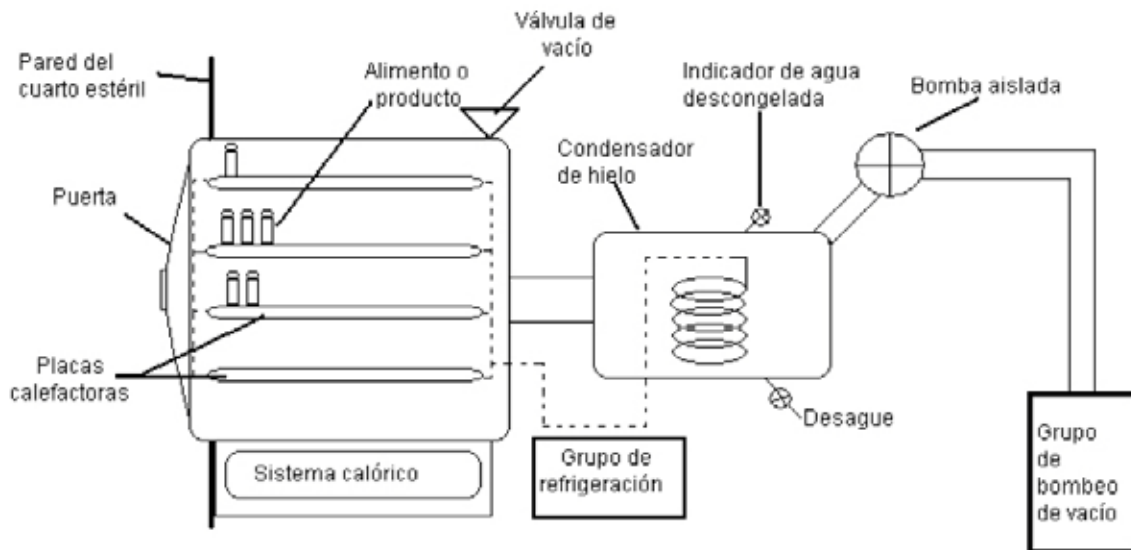 Válvula de
vacío
Pared del
cuarto estéril
Alimento o
producto
Indicador de agua
descongelada
Bomba aislada
Condensador
de hielo
Puerta
Placas
calefactoras
Desague
Sistema calórico
Grupo de
refrigeración
Grupo
de
bombeo
de vacío